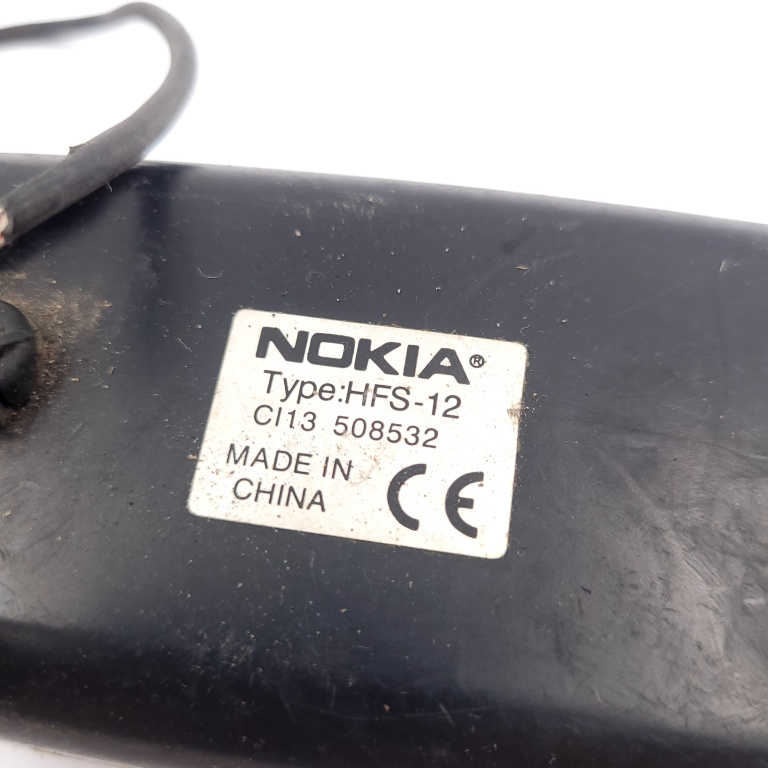 NOKIA®
Type:HFS-12
CI13 508532
MADE IN
CHINA
CE